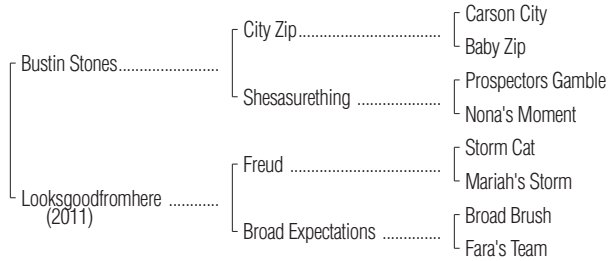 Carson City
City Zip
Baby Zip
Bustin Stones
Prospectors Gamble
Shesasurething
Nona's Moment
Storm Cat
Freud
Mariah's Storm
Looksgoodfromhere
(2011)
Broad Brush
Broad Expectations
Fara's Team